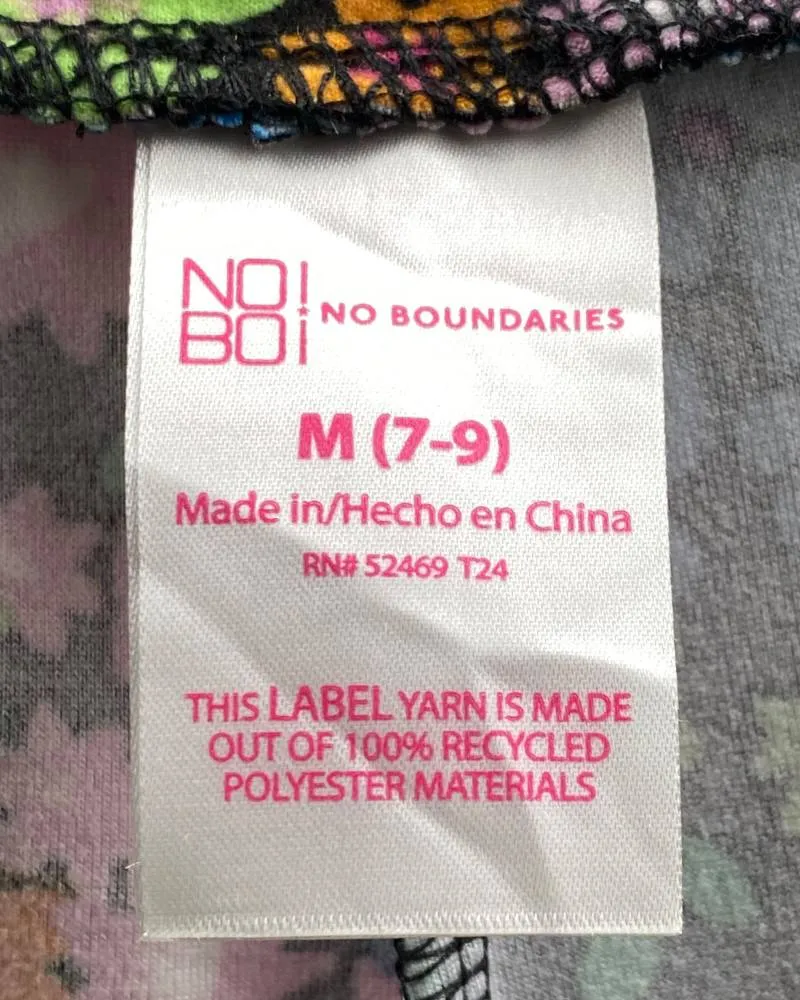 NO
BO
NO BOUNDARIES
M (7-9)
Made in/Hecho en China
RN# 52469 T24
THIS LABEL YARN IS MADE
OUT OF 100% RECYCLED
POLYESTER MATERIALS